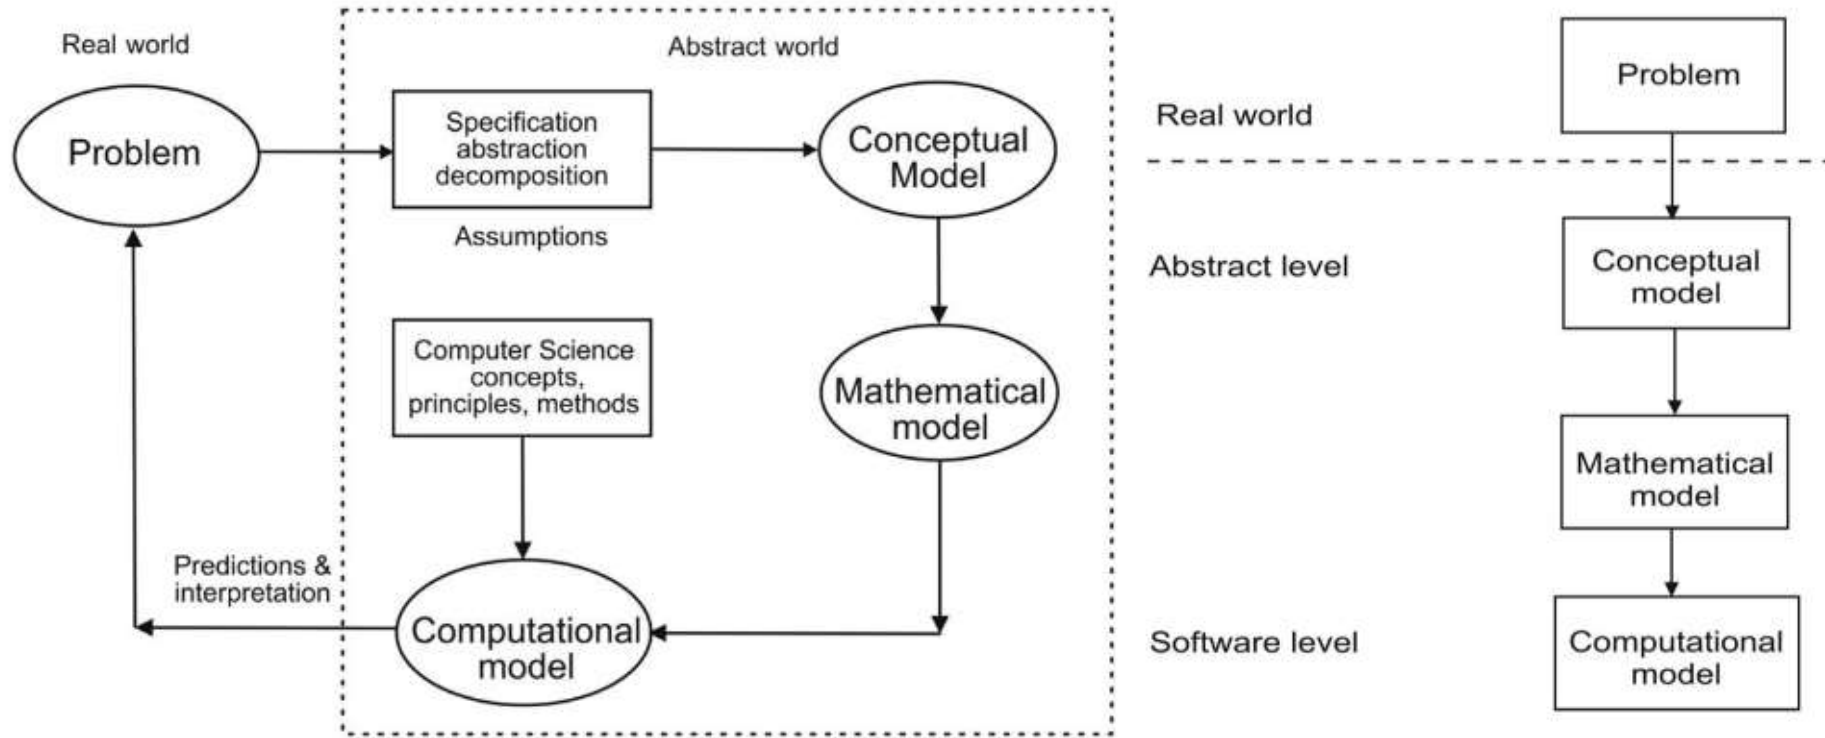 Real world
Abstract world
Problem
Specification
abstraction
decomposition
Assumptions
Conceptual
Model
Computer Science
concepts,
principles, methods
Mathematical
model
Predictions &
interpretation
Computational
model
Problem
Real world
Abstract level
Conceptual
model
Mathematical
model
Software level
Computational
model